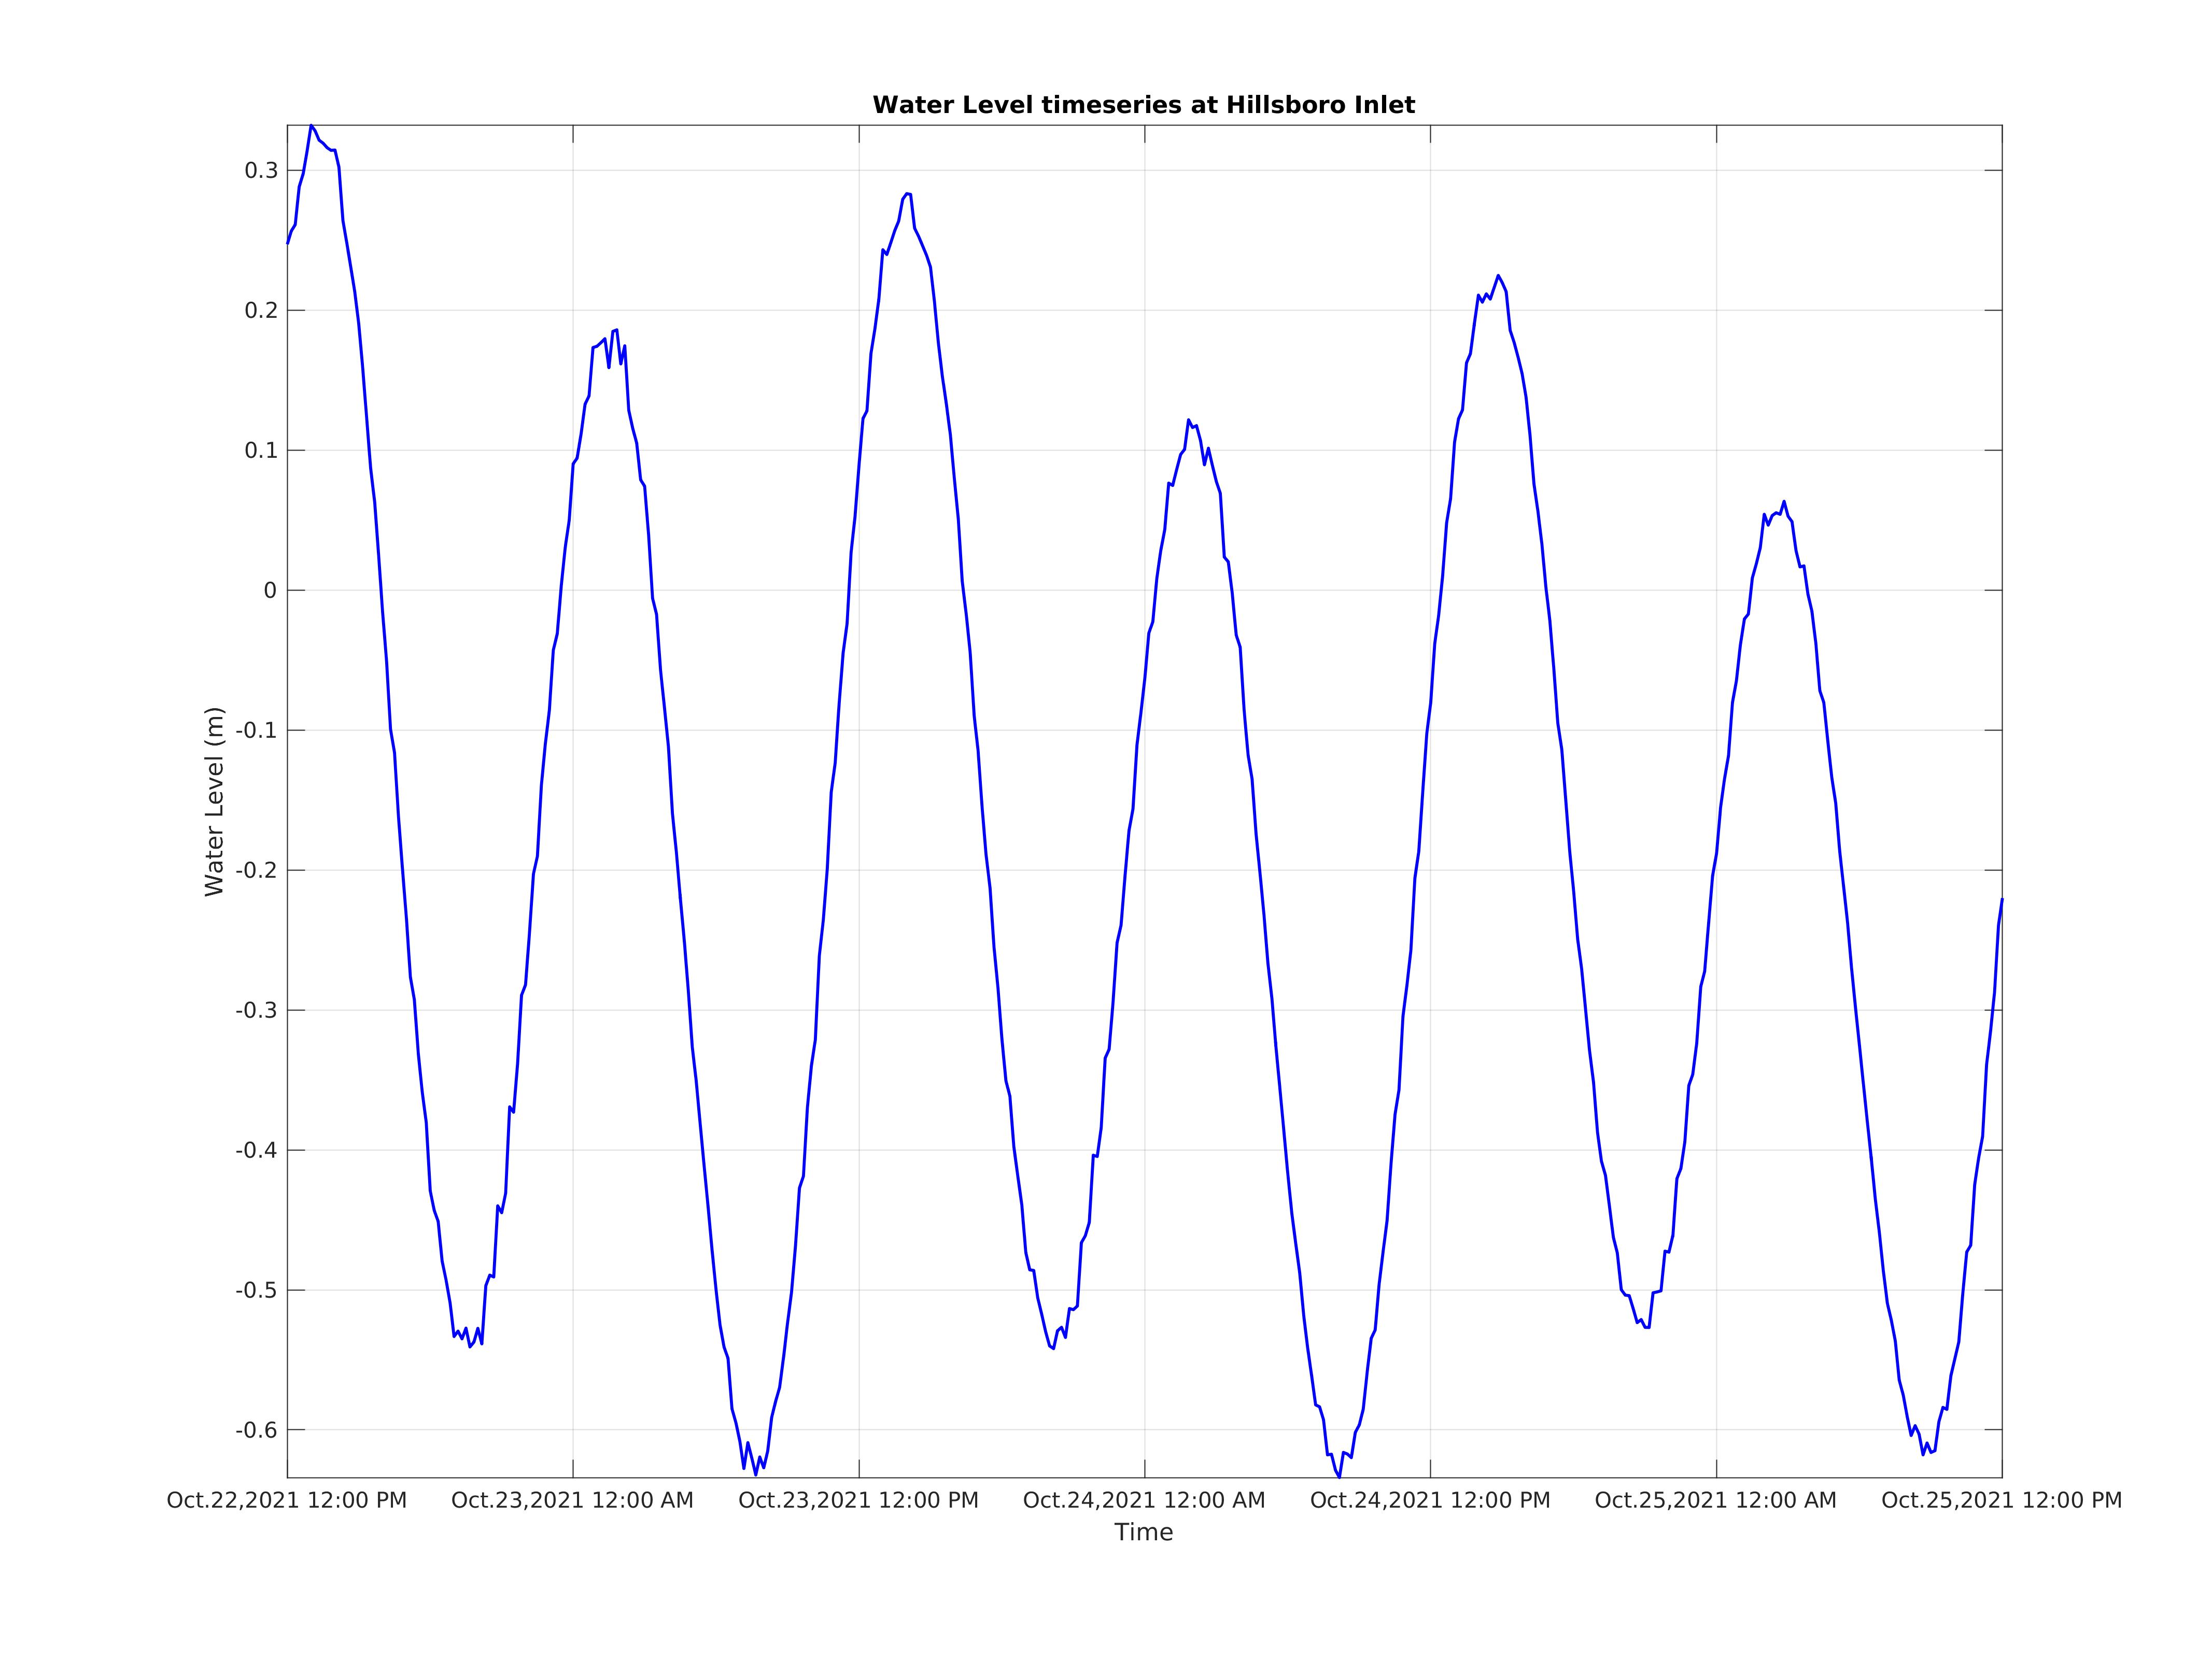 Water Level timeseries at Hillsboro Inlet
0.3
0.2
0.1
0
-0.1
-0.2
-0.3
-0.4
-0.5
-0.6
Water Level (m)
Oct.22,2021 12:00 PM
Oct.23,2021 12:00 AM
Oct.23,2021 12:00 PM
Oct.24,2021 12:00 AM
Oct.24,2021 12:00 PM
Oct.25,2021 12:00 AM
Oct.25,2021 12:00 PM
Time